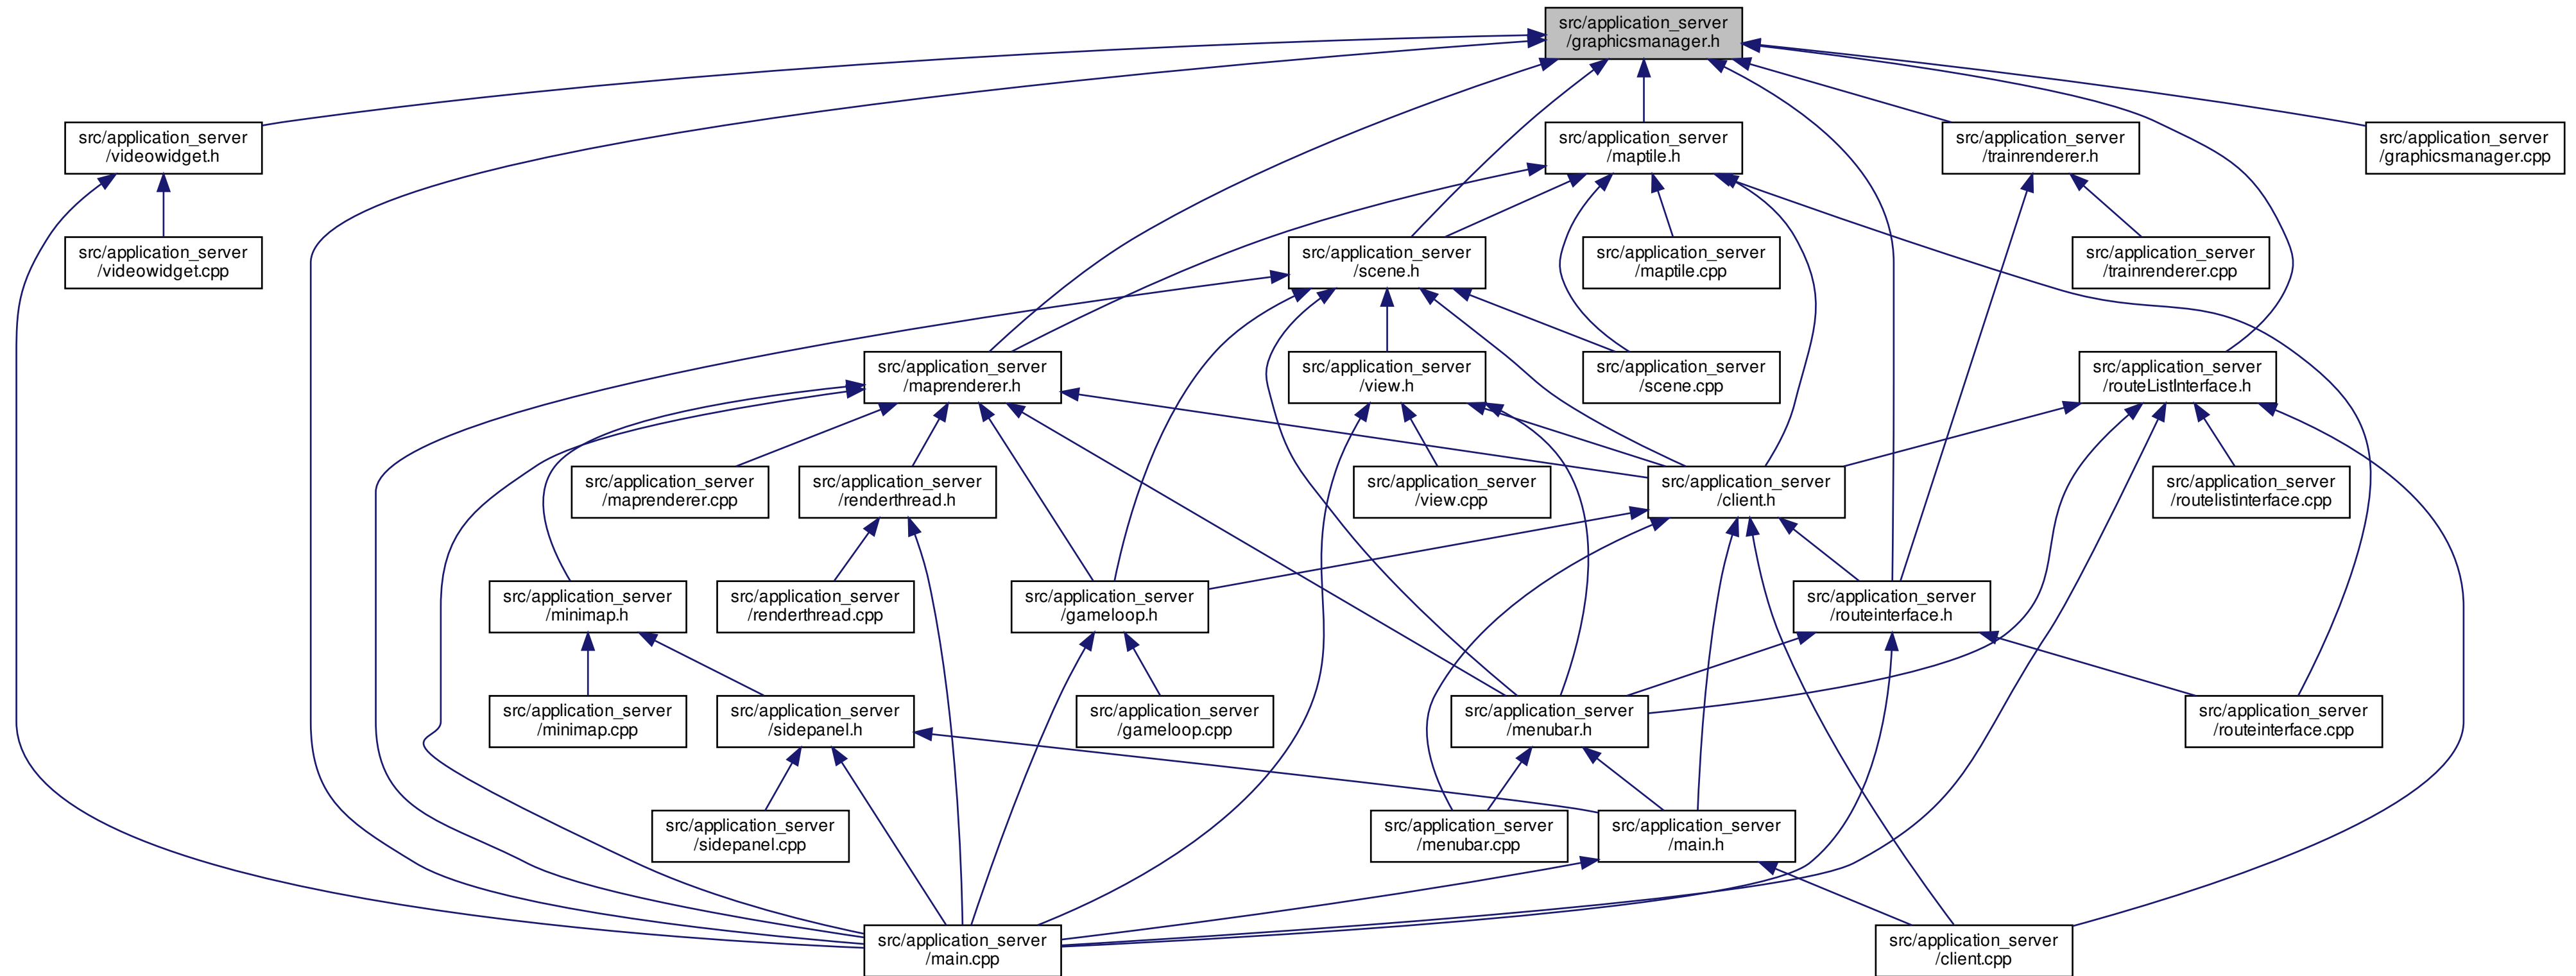 src/application_server
/graphicsmanager.h
src/application_server
/videowidget.h
src/application_server
/maptile.h
src/application_server
/trainrenderer.h
src/application_server
/graphicsmanager.cpp
src/application_server
/videowidget.cpp
src/application_server
/scene.h
src/application_server
/maptile.cpp
src/application_server
/trainrenderer.cpp
src/application_server
/maprenderer.h
src/application_server
/view.h
src/application_server
/scene.cpp
src/application_server
/routeListInterface.h
src/application_server
/maprenderer.cpp
src/application_server
/renderthread.h
src/application_server
/view.cpp
src/application_server
/client.h
src/application_server
/routelistinterface.cpp
src/application_server
/minimap.h
src/application_server
/renderthread.cpp
src/application_server
/gameloop.h
src/application_server
/routeinterface.h
src/application_server
/minimap.cpp
src/application_server
/sidepanel.h
src/application_server
/gameloop.cpp
src/application_server
/menubar.h
src/application_server
/routeinterface.cpp
src/application_server
/sidepanel.cpp
src/application_server
/menubar.cpp
src/application_server
/main.h
src/application_server
/main.cpp
src/application_server
/client.cpp